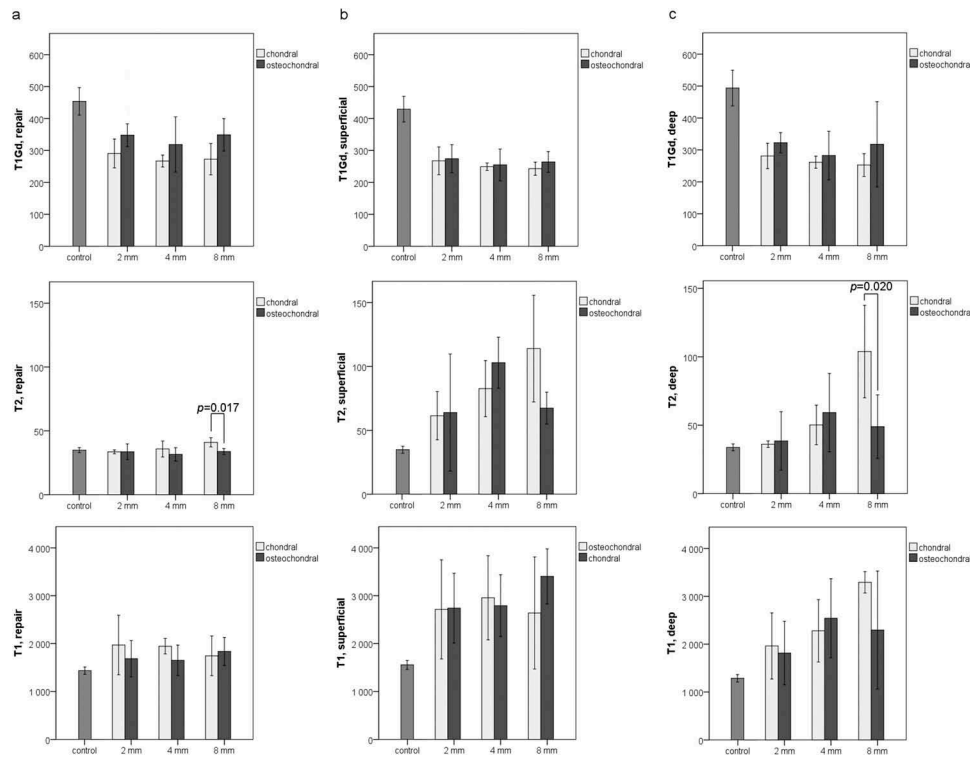 a
b
c
T1Gd, repair
600
500
400
300
200
100
0
control 2 mm 4 mm 8 mm
chondral
osteochondral
T1Gd, superficial
600
500
400
300
200
100
0
control 2 mm 4 mm 8 mm
chondral
osteochondral
T1Gd, deep
600
500
400
300
200
100
0
control 2 mm 4 mm 8 mm
chondral
osteochondral
T2, repair
150
100
50
0
p=0.017
control 2 mm 4 mm 8 mm
chondral
osteochondral
T2, superficial
150
100
50
0
control 2 mm 4 mm 8 mm
chondral
osteochondral
T2, deep
150
100
50
0
p=0.020
control 2 mm 4 mm 8 mm
chondral
osteochondral
T1, repair
4 000
3 000
2 000
1 000
0
control 2 mm 4 mm 8 mm
chondral
osteochondral
T1, superficial
4 000
3 000
2 000
1 000
0
control 2 mm 4 mm 8 mm
osteochondral
chondral
T1, deep
4 000
3 000
2 000
1 000
0
control 2 mm 4 mm 8 mm
chondral
osteochondral